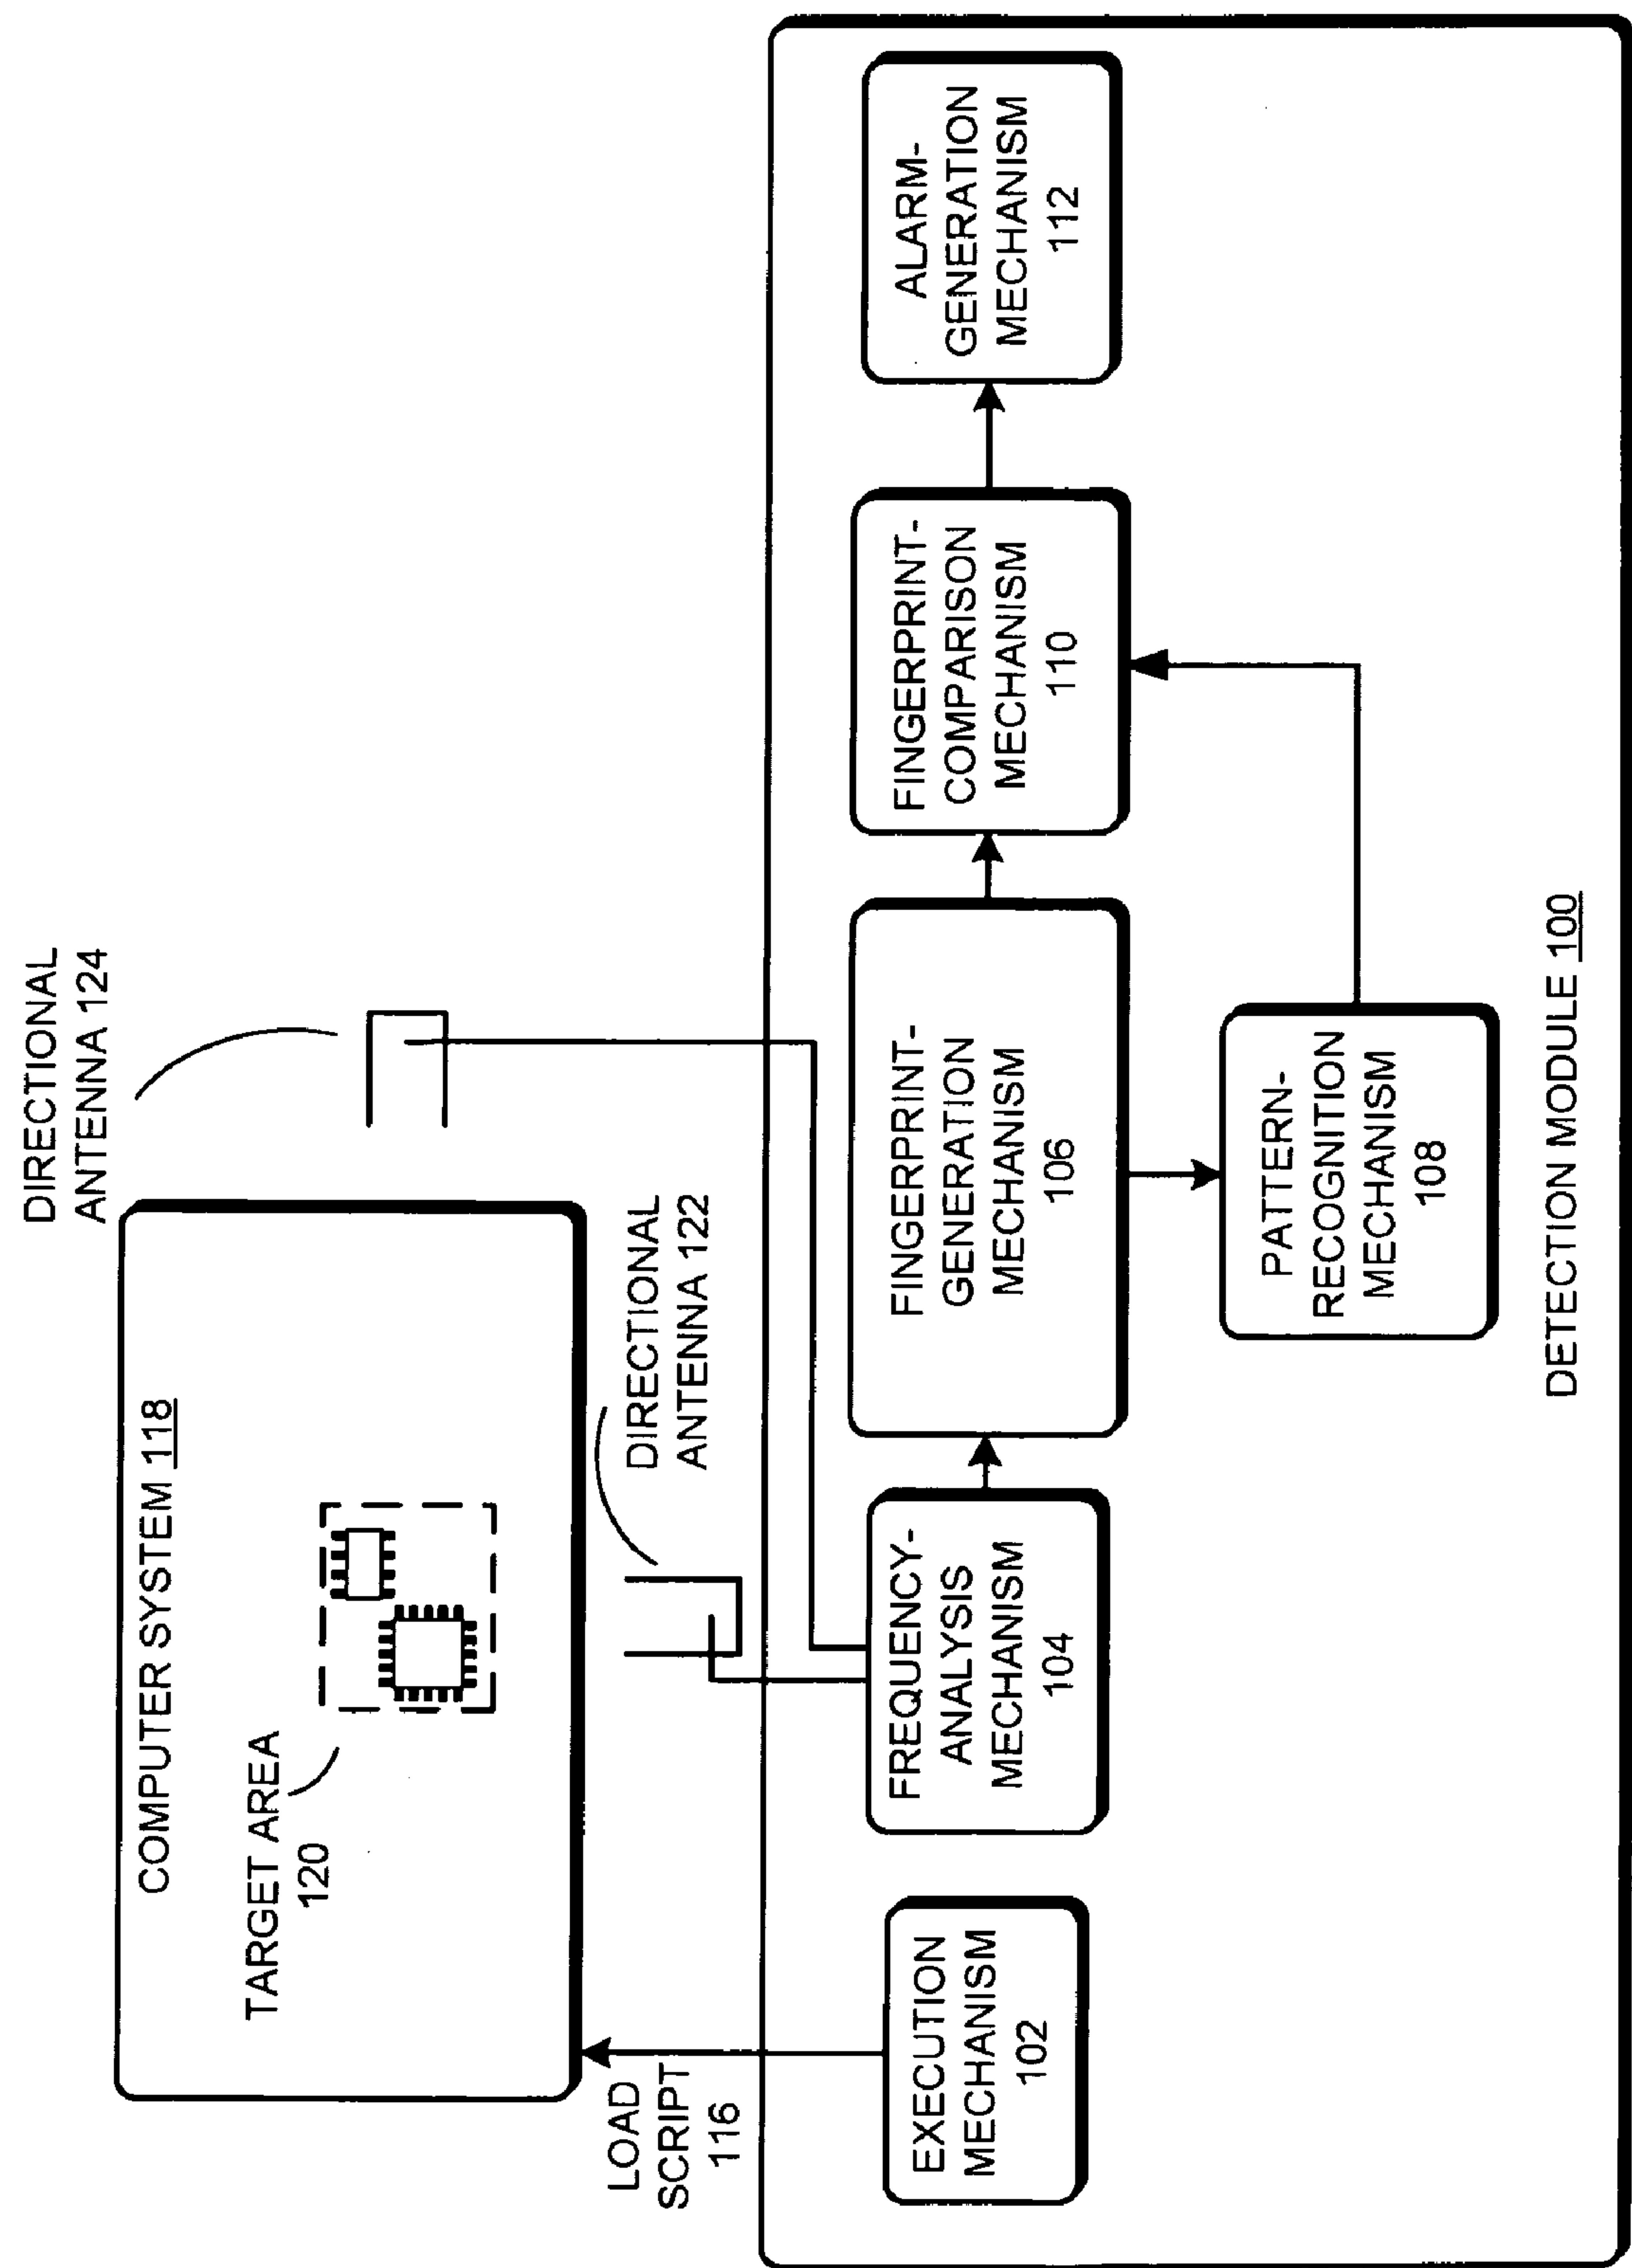 COMPUTER SYSTEM 118
TARGET AREA
120
DIRECTIONAL
ANTENNA 124
DIRECTIONAL
ANTENNA 122
LOAD
SCRIPT
116
EXECUTION
MECHANISM
102
FREQUENCY-
ANALYSIS
MECHANISM
104
FINGERPRINT-
GENERATION
MECHANISM
106
FINGERPRINT-
COMPARISON
MECHANISM
110
ALARM-
GENERATION
MECHANISM
112
PATTERN-
RECOGNITION
MECHANISM
108
DETECTION MODULE 100